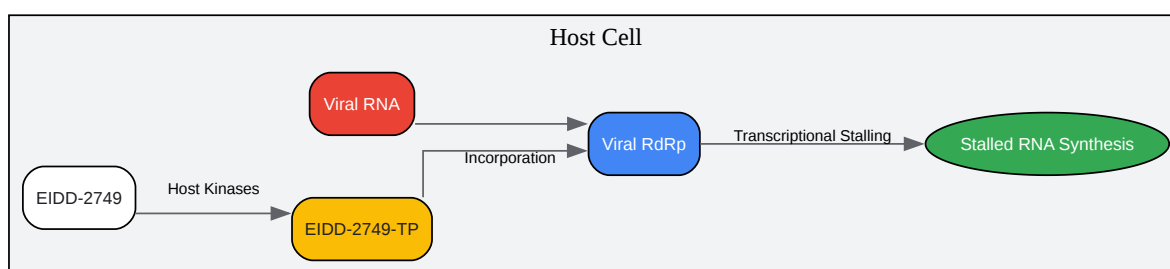 Host Cell
Viral RNA
Viral RdRp
Transcriptional Stalling
Stalled RNA Synthesis
Incorporation
EIDD-2749
Host Kinases
EIDD-2749-TP